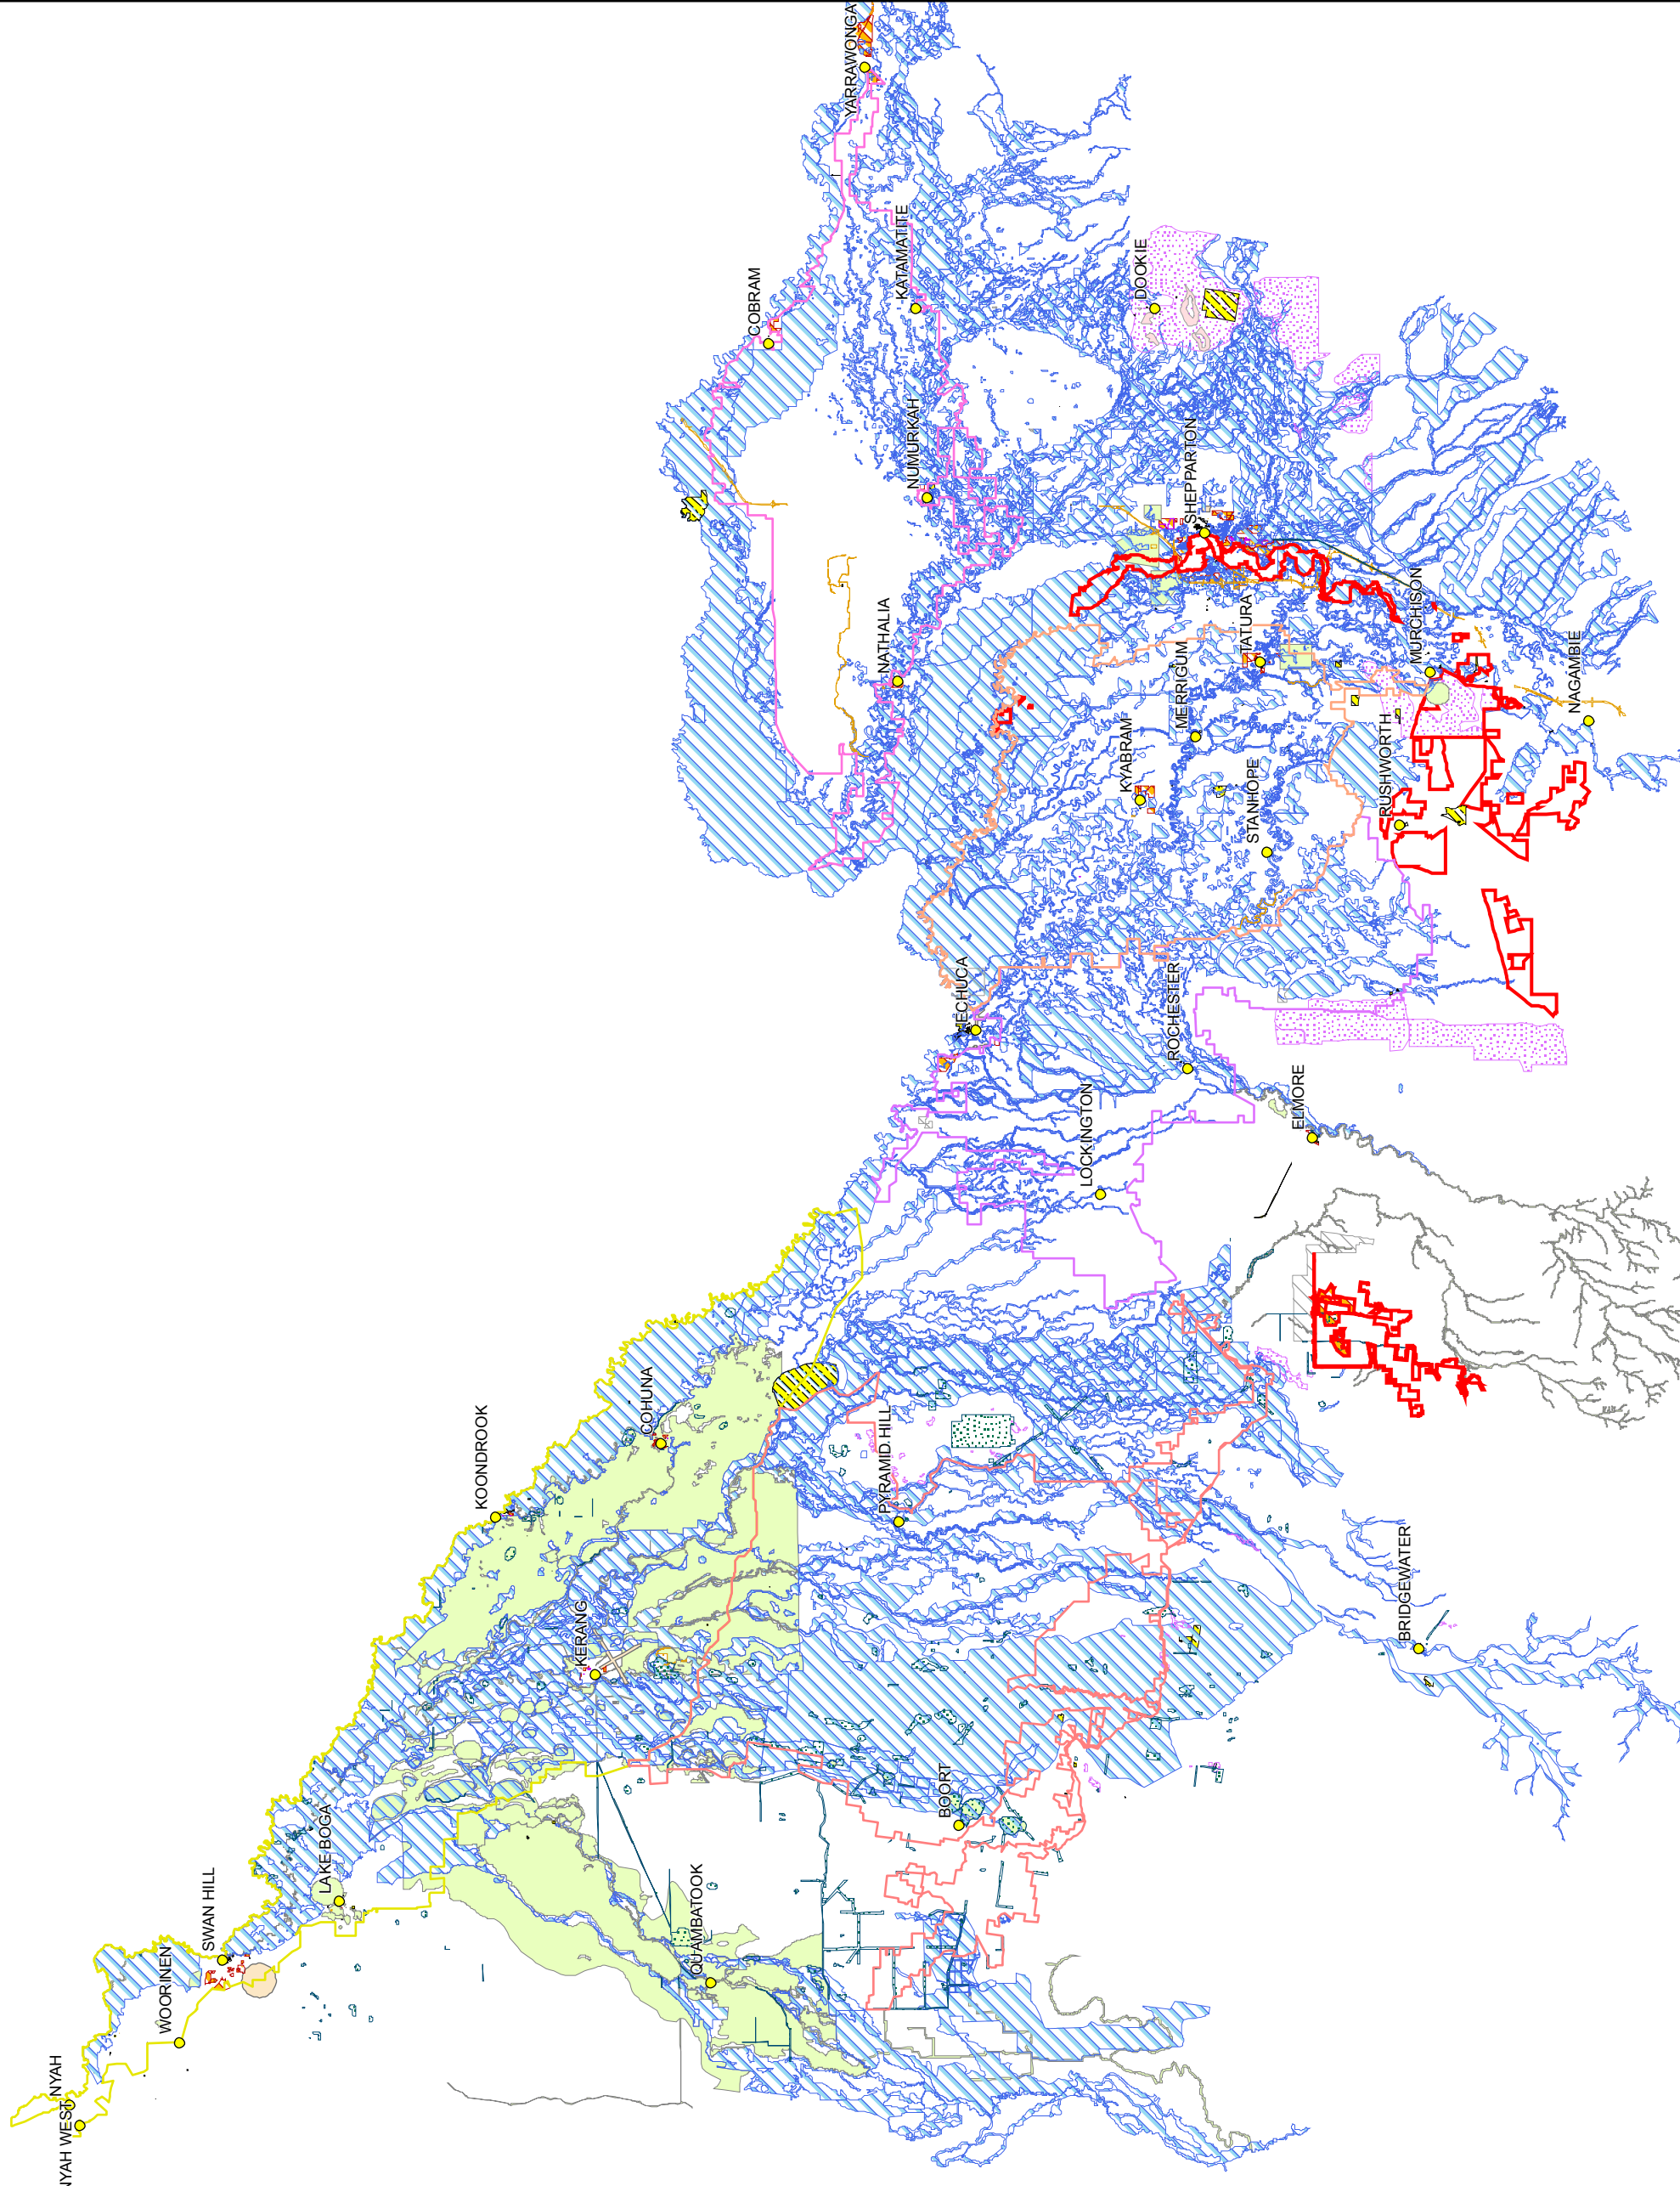 YARRAWONGA
KATAMATITE
COBRAM
DOOKIE
NUMURKAH
SHEPPARTON
NATHALIA
TATURA
MURCHISON
MERRIGUM
NAGAMBIE
KYABRAM
STANHOPE
RUSHWORTH
ECHUCA
ROCHESTER
ELMORE
LOCKINGTON
COHUNA
KOONDROOK
PYRAMID HILL
BRIDGEWATER
KERANG
BOORT
LAKE BOGA
QUAMBATOOK
SWAN HILL
WOORINEN
NYAH
NYAH WEST